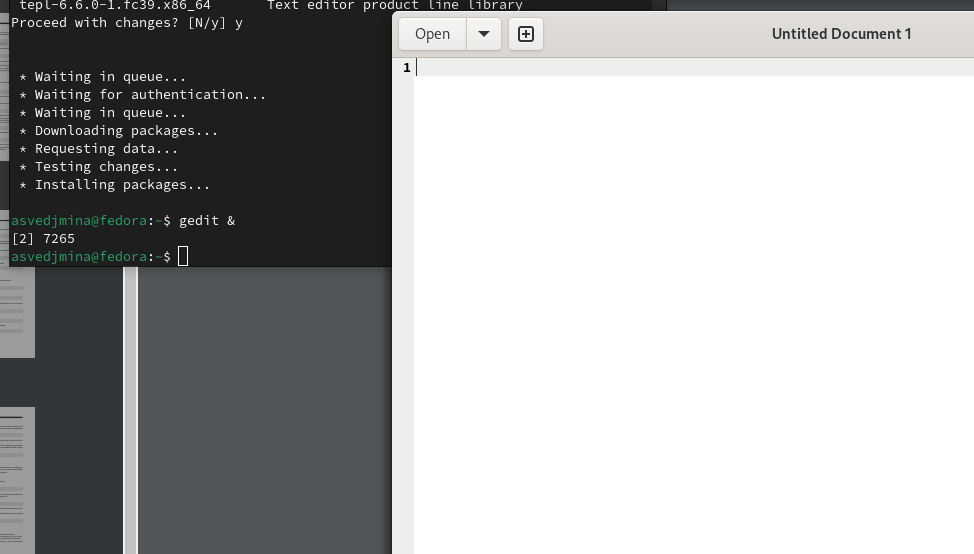 tepl-6.6.0-1.fc39.x86_64       Text editor product line library
Proceed with changes? [N/y] y
* Waiting in queue...
* Waiting for authentication...
* Waiting in queue...
* Downloading packages...
* Requesting data...
* Testing changes...
* Installing packages...
asvedjmina@fedora:~$ gedit &
[2] 7265
asvedjmina@fedora:~$
Open
Untitled Document 1
1